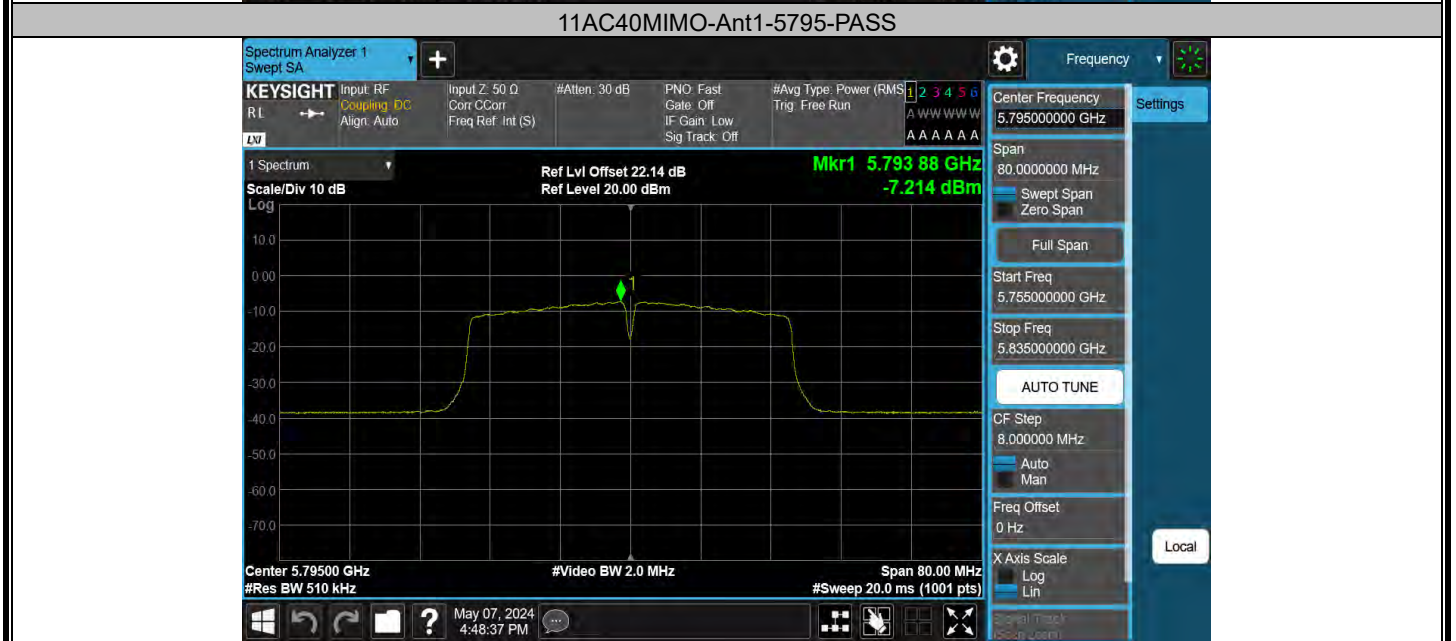 11AC40MIMO-Ant1-5795-PASS
Spectrum Analyzer 1
Swept SA
+
Frequency
KEYSIGHT
RL
LXI
Input: RF
Coupling: DC
Align: Auto
Input Z: 50 Ω
Corr CCorr
Freq Ref: Int (S)
#Atten: 30 dB
PNO: Fast
Gate: Off
IF Gain: Low
Sig Track: Off
#Avg Type: Power (RMS
Trig: Free Run
1 2 3 4 5 6
A W W W W W
A A A A A A
1 Spectrum
Scale/Div 10 dB
Log
Ref Lvl Offset 22.14 dB
Ref Level 20.00 dBm
Mkr1 5.793 88 GHz
-7.214 dBm
10.0
0.00
-10.0
-20.0
-30.0
-40.0
-50.0
-60.0
-70.0
1
Center 5.79500 GHz
#Res BW 510 kHz
#Video BW 2.0 MHz
Span 80.00 MHz
#Sweep 20.0 ms (1001 pts)
?
May 07, 2024
4:48:37 PM
Center Frequency
5.795000000 GHz
Span
80.0000000 MHz
Swept Span
Zero Span
Full Span
Start Freq
5.755000000 GHz
Stop Freq
5.835000000 GHz
AUTO TUNE
CF Step
8.000000 MHz
Auto
Man
Freq Offset
0 Hz
X Axis Scale
Log
Lin
Signal Track
(Span Zoom)
Settings
Local